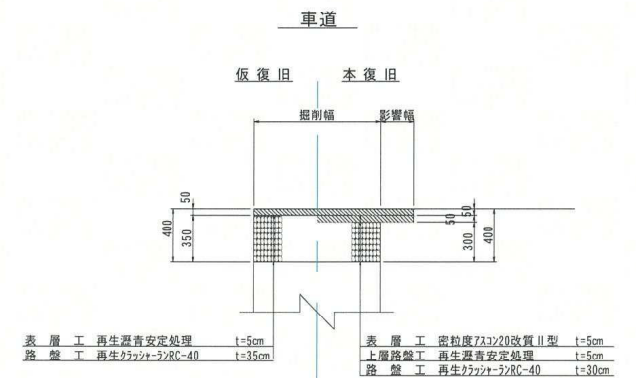 車道
仮復旧 本復旧
掘削幅 影響幅
50 50
50
400 350 300 400
表層工 再生瀝青安定処理 t=5cm
路盤工 再生クラッシャーランRC-40 t=35cm
表層工 密粒度アスコン20改質Ⅱ型 t=5cm
上層路盤工 再生瀝青安定処理 t=5cm
路盤工 再生クラッシャーランRC-40 t=30cm